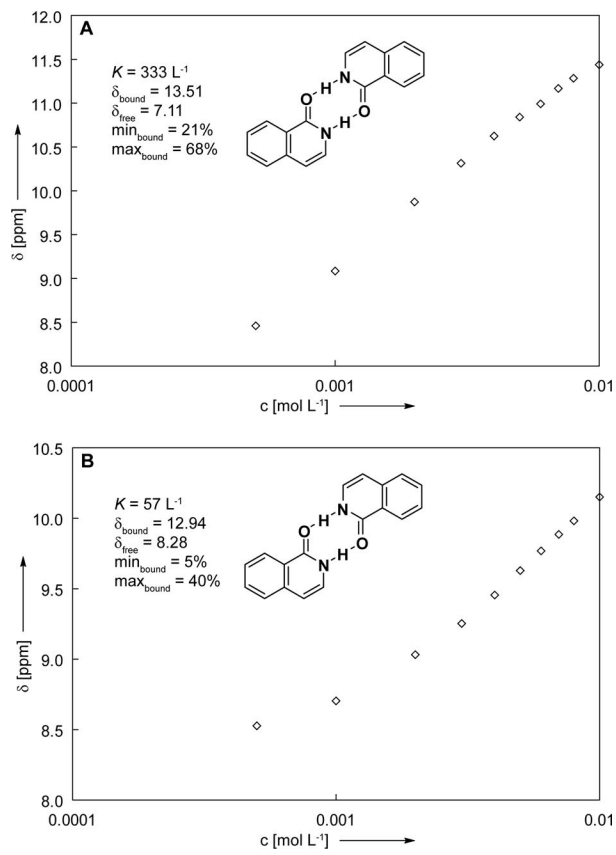 A
K = 333 L⁻¹
δbound = 13.51
δfree = 7.11
minbound = 21%
maxbound = 68%
H
N
O
O
H
N
12.0
11.5
11.0
10.5
10.0
9.5
9.0
8.5
8.0
δ [ppm]
0.0001
0.001
0.01
c [mol L⁻¹]
B
K = 57 L⁻¹
δbound = 12.94
δfree = 8.28
minbound = 5%
maxbound = 40%
H
N
O
O
H
N
10.5
10.0
9.5
9.0
8.5
8.0
δ [ppm]
0.0001
0.001
0.01
c [mol L⁻¹]